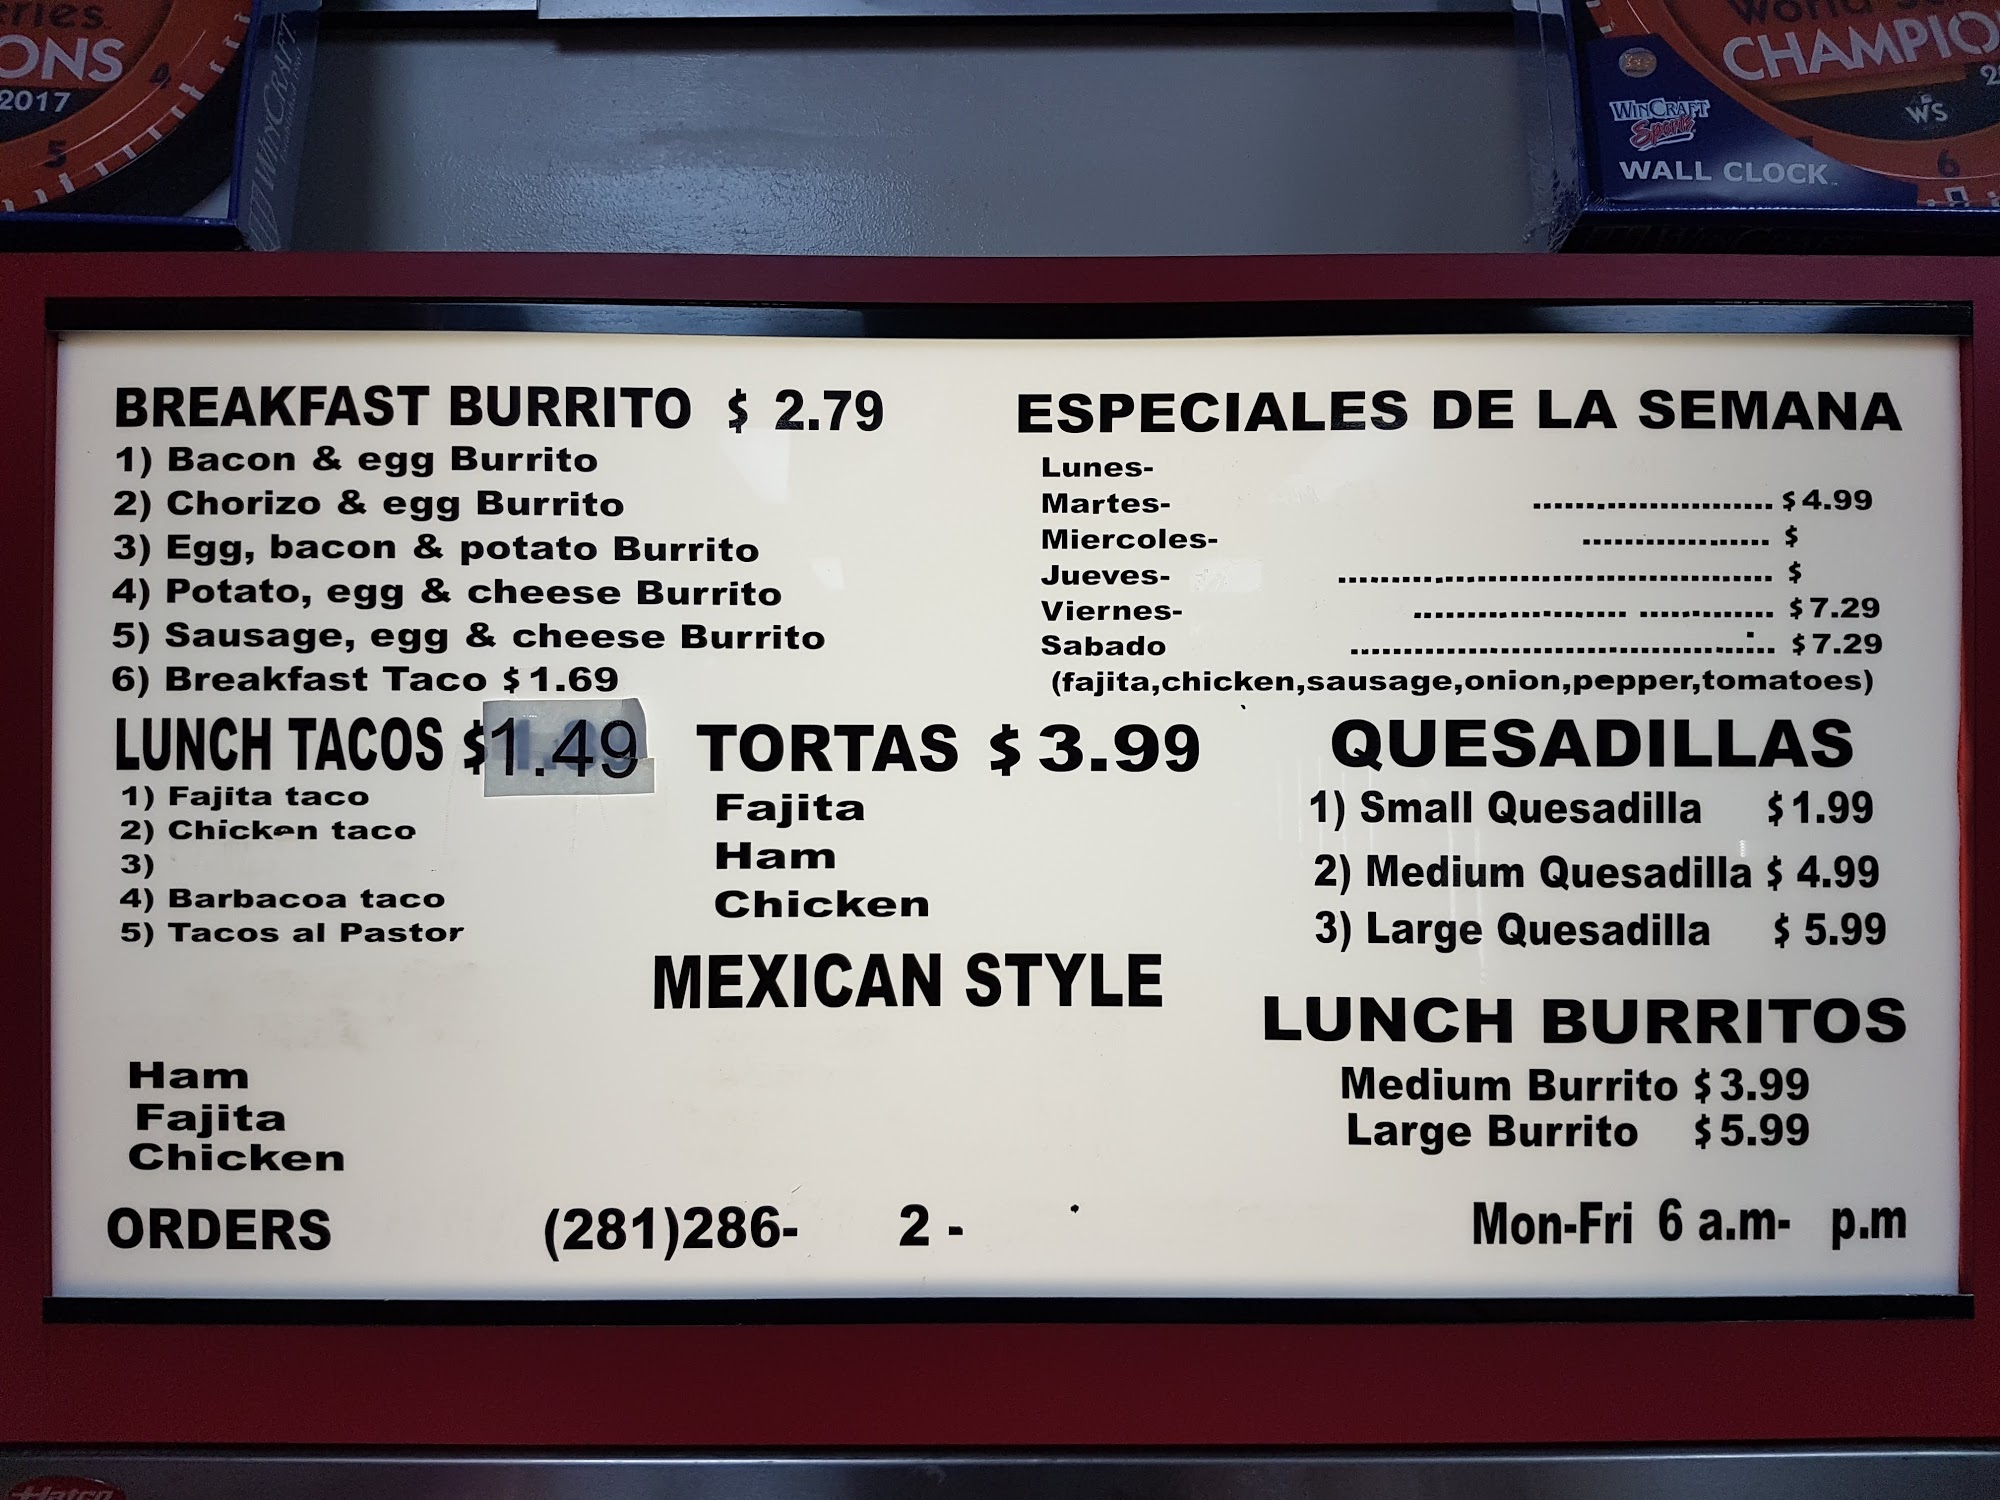 ries
ONS
2017
4
5
WINCRAFT
World
CHAMPIO
WINCRAFT
Sports
WALL CLOCK
WS
6
BREAKFAST BURRITO $ 2.79
1) Bacon & egg Burrito
2) Chorizo & egg Burrito
3) Egg, bacon & potato Burrito
4) Potato, egg & cheese Burrito
5) Sausage, egg & cheese Burrito
6) Breakfast Taco $ 1.69
ESPECIALES DE LA SEMANA
Lunes-
Martes- ...................... $ 4.99
Miercoles- ................. $
Jueves- ....................................... $
Viernes- ................... ............ $ 7.29
Sabado ....................................... $ 7.29
(fajita,chicken,sausage,onion,pepper,tomatoes)
LUNCH TACOS $1.49
1) Fajita taco
2) Chicken taco
3)
4) Barbacoa taco
5) Tacos al Pastor
TORTAS $ 3.99
Fajita
Ham
Chicken
QUESADILLAS
1) Small Quesadilla $ 1.99
2) Medium Quesadilla $ 4.99
3) Large Quesadilla $ 5.99
MEXICAN STYLE
LUNCH BURRITOS
Medium Burrito $ 3.99
Large Burrito $ 5.99
Ham
Fajita
Chicken
ORDERS (281)286- 2 -
Mon-Fri 6 a.m- p.m
Hatco